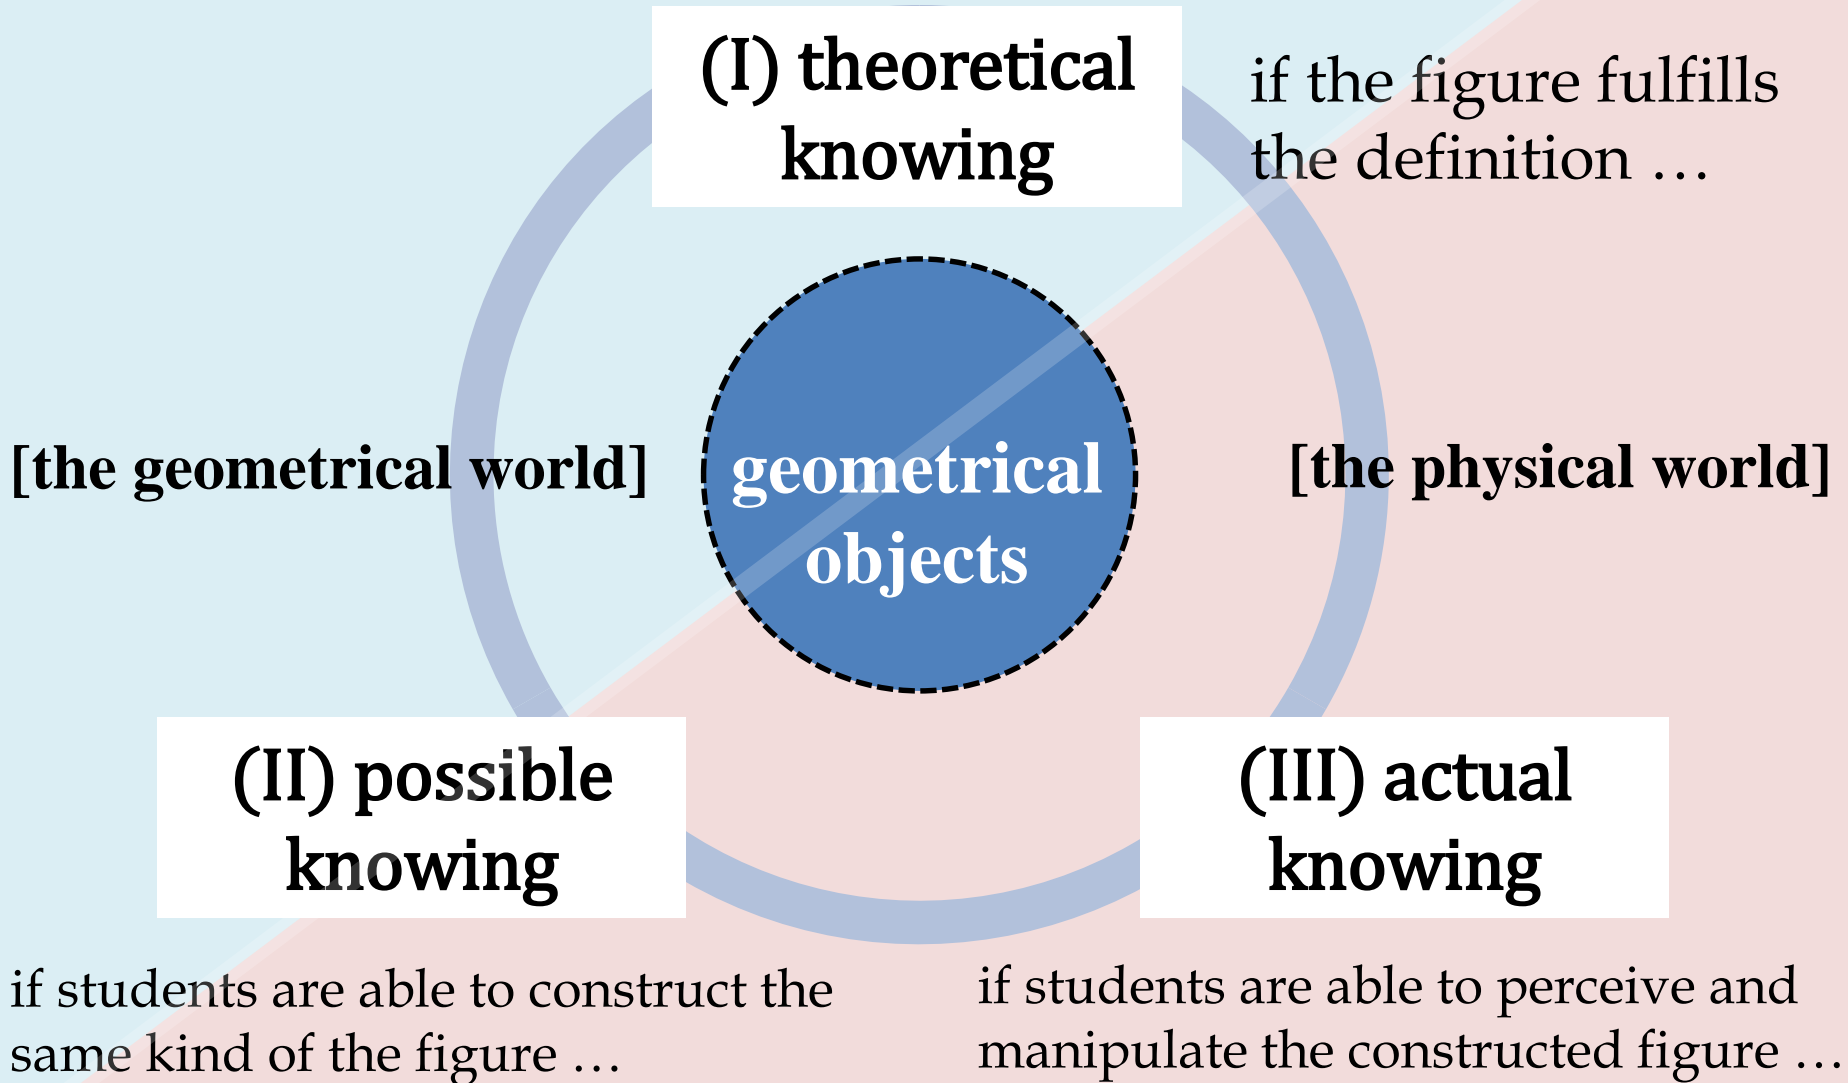 (I) theoretical
knowing
if the figure fulfills
the definition …
[the geometrical world]
geometrical
objects
[the physical world]
(II) possible
knowing
(III) actual
knowing
if students are able to construct the
same kind of the figure …
if students are able to perceive and
manipulate the constructed figure …